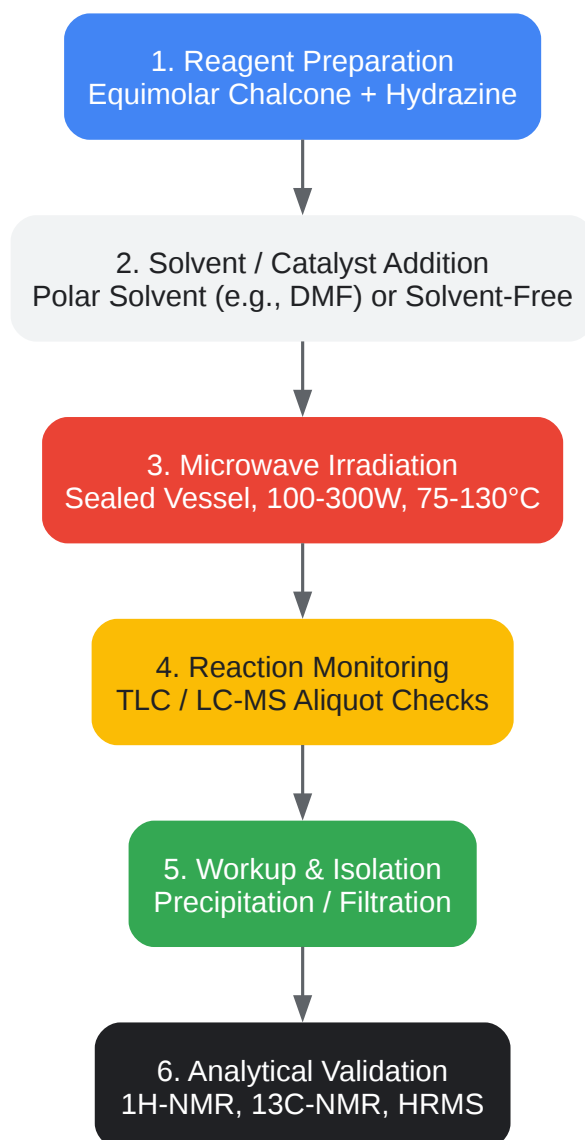 1. Reagent Preparation
Equimolar Chalcone + Hydrazine
2. Solvent / Catalyst Addition
Polar Solvent (e.g., DMF) or Solvent-Free
3. Microwave Irradiation
Sealed Vessel, 100-300W, 75-130°C
4. Reaction Monitoring
TLC / LC-MS Aliquot Checks
5. Workup & Isolation
Precipitation / Filtration
6. Analytical Validation
1H-NMR, 13C-NMR, HRMS